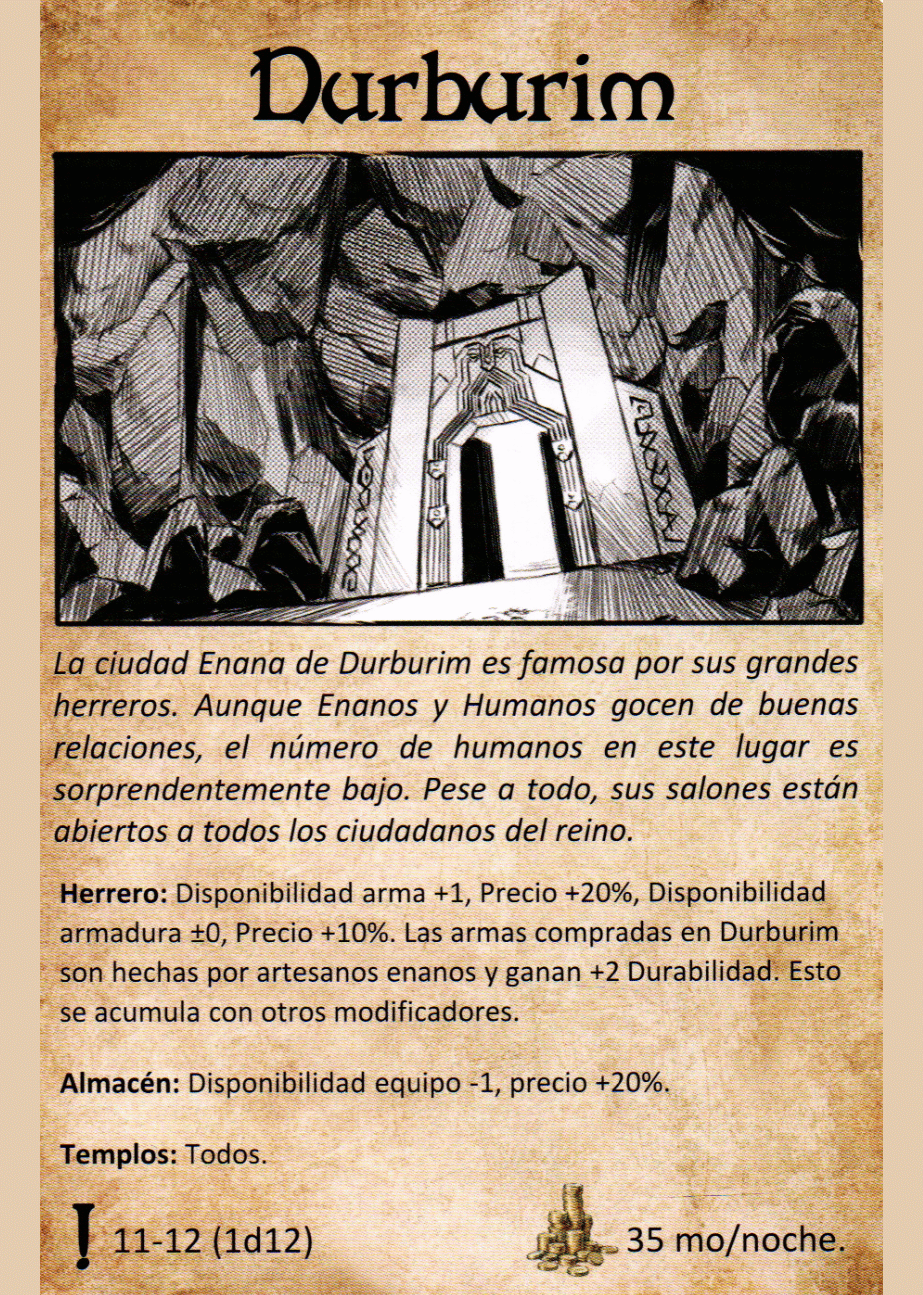 Durburim
La ciudad Enana de Durburim es famosa por sus grandes
herreros. Aunque Enanos y Humanos gocen de buenas
relaciones, el número de humanos en este lugar es
sorprendentemente bajo. Pese a todo, sus salones están
abiertos a todos los ciudadanos del reino.
Herrero: Disponibilidad arma +1, Precio +20%, Disponibilidad
armadura ±0, Precio +10%. Las armas compradas en Durburim
son hechas por artesanos enanos y ganan +2 Durabilidad. Esto
se acumula con otros modificadores.
Almacén: Disponibilidad equipo -1, precio +20%.
Templos: Todos.
! 11-12 (1d12)
35 mo/noche.